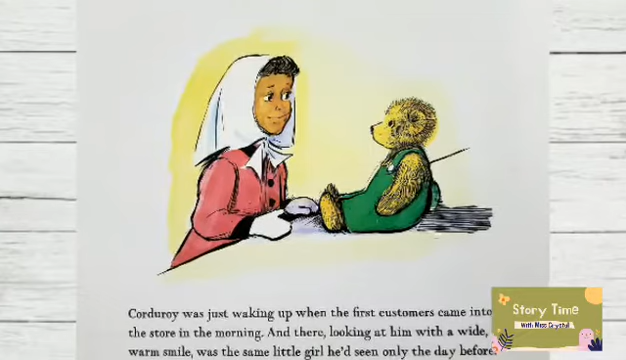 Corduroy was just waking up when the first customers came into
the store in the morning. And there, looking at him with a wide,
warm smile, was the same little girl he'd seen only the day before
Story Time
With Miss Crystal